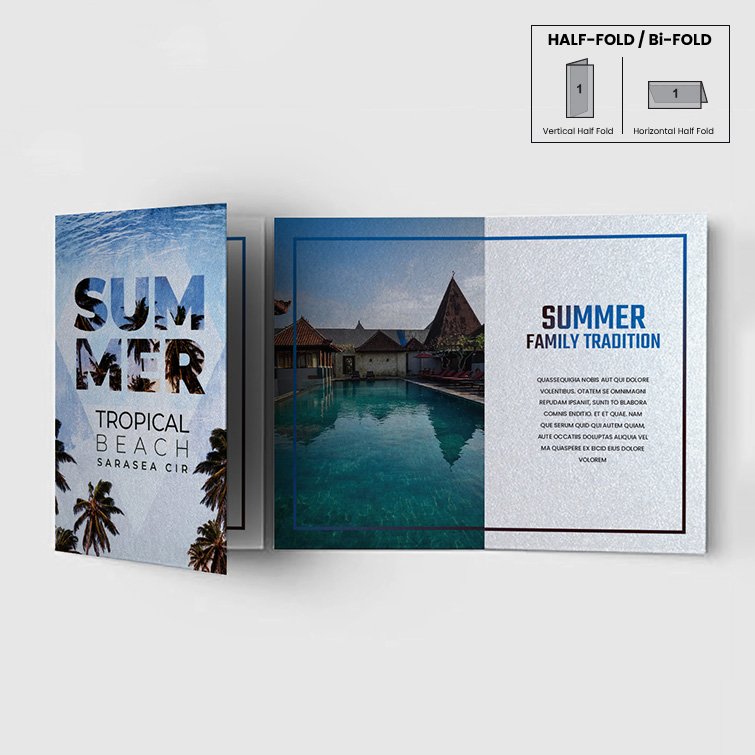 HALF-FOLD / Bi-FOLD
1
1
Vertical Half Fold
Horizontal Half Fold
SUM
MER
TROPICAL
BEACH
SARASEA CIR
SUMMER
FAMILY TRADITION
QUASSEQUIGIA NOBIS AUT QUI DOLORE
VOLENTIBUS, OTATEM SE OMNIMAGNI
REPUDAM IPSANIT, SUNTI TO BLABORA
COMNIS ENDITIO. ET ET QUAE. NAM
QUE SERUM QUID QUI AUTEM QUIAM,
AUTE OCCATIIS DOLUPTAS ALIQUIA VEL
MA QUASPERE EX EICID EIUS DOLORE
VOLOREM